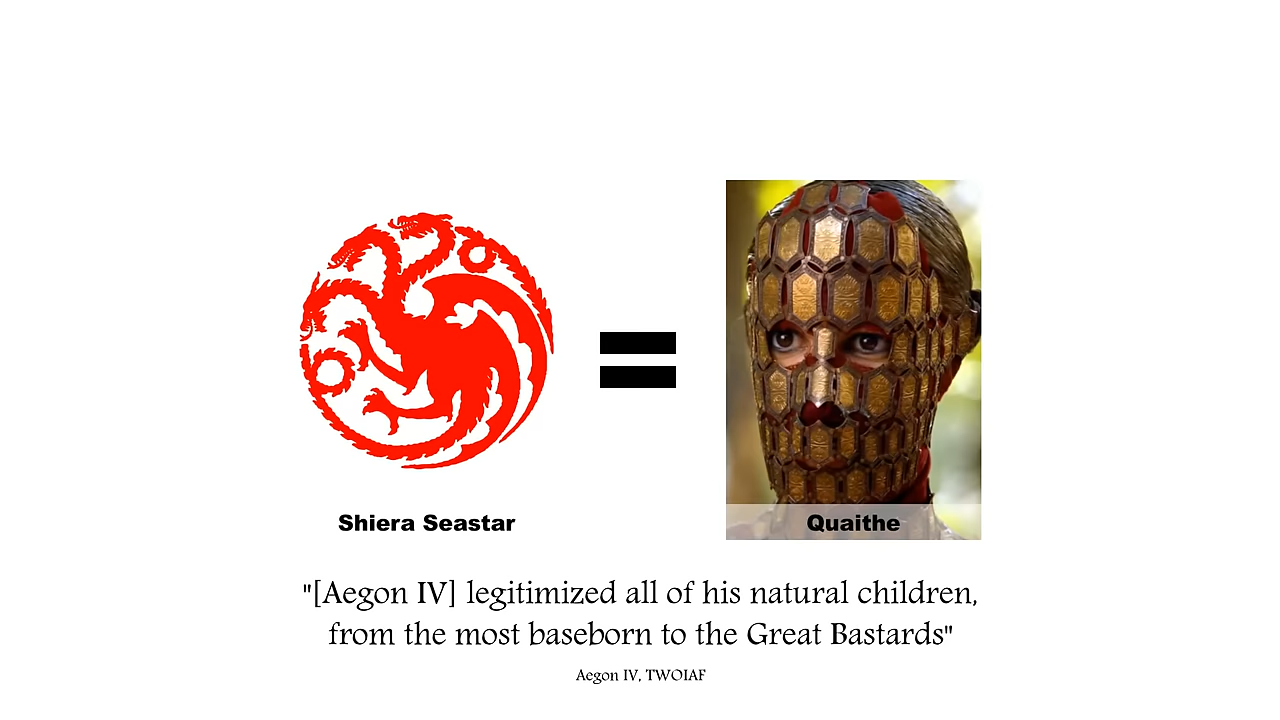 Shiera Seastar
Quaithe
"[Aegon IV] legitimized all of his natural children,
from the most baseborn to the Great Bastards"
Aegon IV, TWOIAF